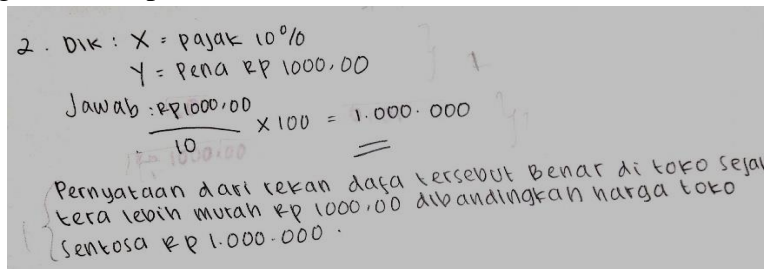 2. Dik : X = pajak 10%
Y = Pena RP 1000,00
Jawab : RP1000,00
10
× 100 = 1.000.000
Pernyataan dari rekan dafa tersebut Benar di toko sejah
tera lebih murah Rp 1000,00 dibandingkan harga toko
Sentosa RP 1.000.000.